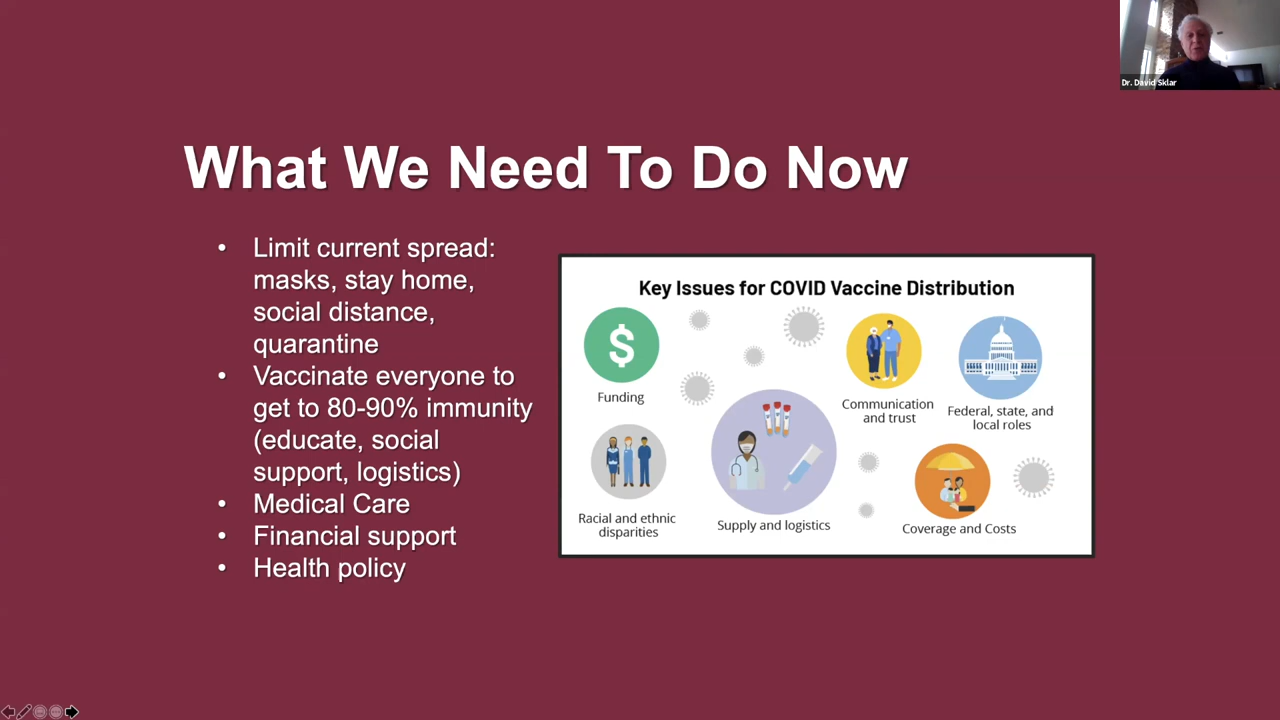 Dr. David Sklar
What We Need To Do Now
• Limit current spread:
masks, stay home,
social distance,
quarantine
• Vaccinate everyone to
get to 80-90% immunity
(educate, social
support, logistics)
• Medical Care
• Financial support
• Health policy
Key Issues for COVID Vaccine Distribution
$
Funding
Communication
and trust
Federal, state, and
local roles
Racial and ethnic
disparities
Supply and logistics
Coverage and Costs